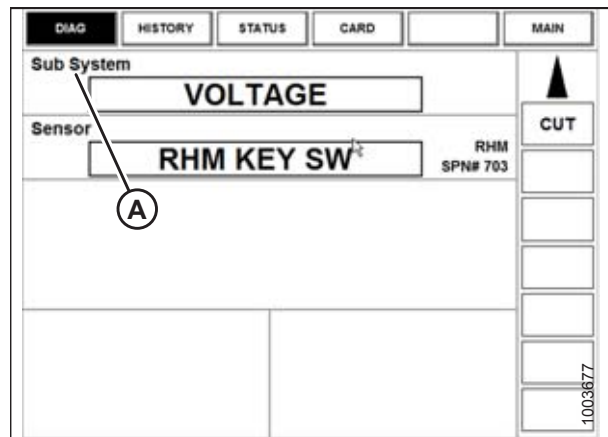 DIAG HISTORY STATUS CARD MAIN
Sub System
VOLTAGE
CUT
Sensor
RHM KEY SW
RHM
SPN# 703
A
1003677